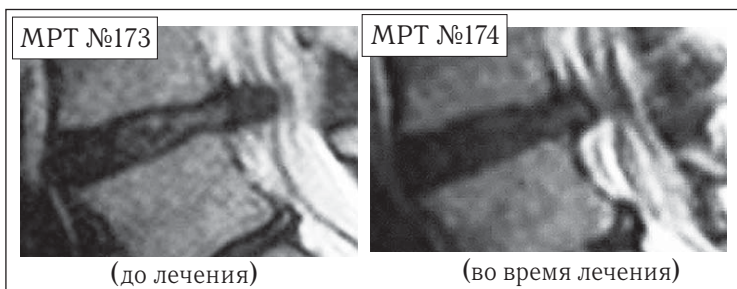 МРТ №173
МРТ №174
(до лечения)
(во время лечения)